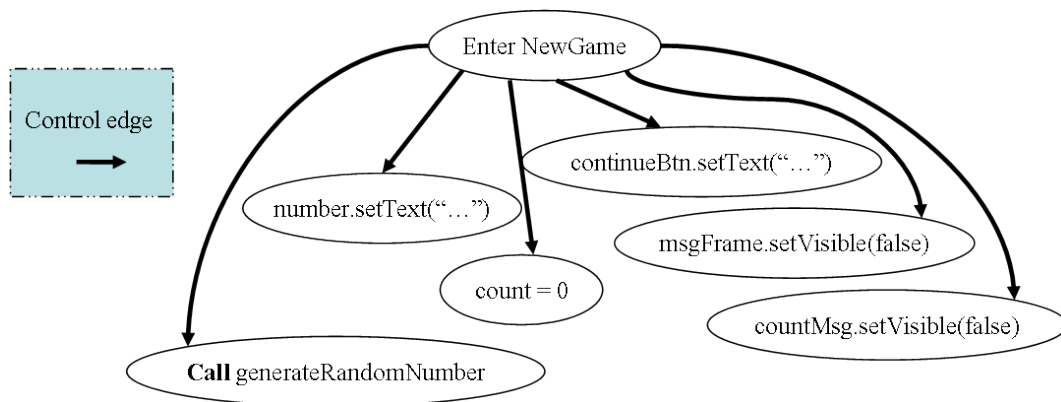 Enter NewGame
Control edge
continueBtn.setText(“…”)
number.setText(“…”)
msgFrame.setVisible(false)
count = 0
countMsg.setVisible(false)
Call generateRandomNumber